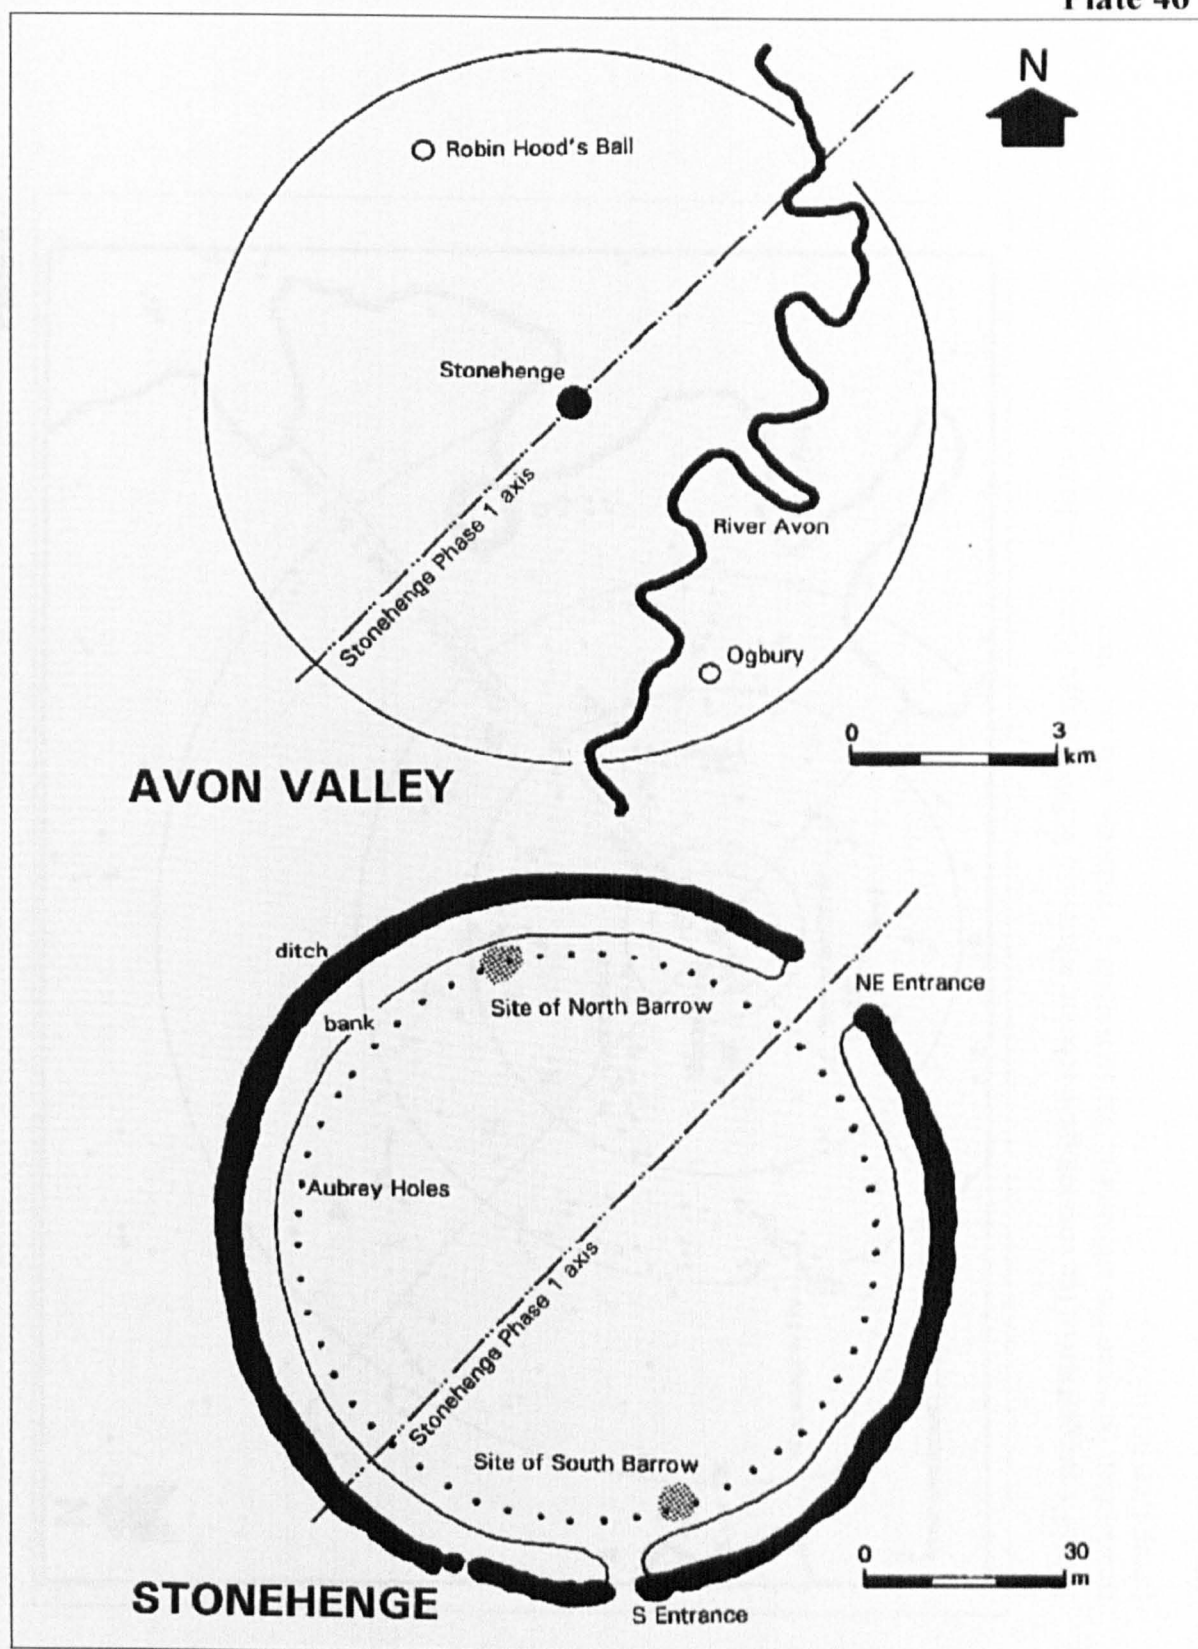 Plate 46
N
Robin Hood's Ball
Stonehenge
Stonehenge Phase 1 axis
River Avon
Ogbury
0 3
km
AVON VALLEY
ditch
NE Entrance
Site of North Barrow
bank
Aubrey Holes
Stonehenge Phase 1 axis
Site of South Barrow
0 30
m
STONEHENGE
S Entrance